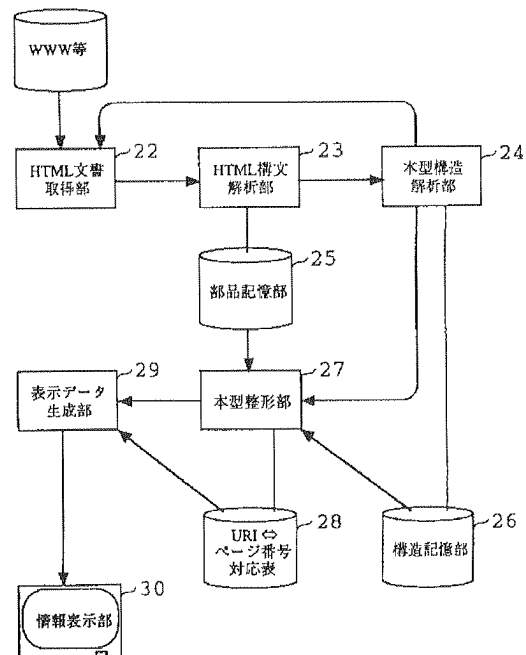 WWW等
22
HTML文書
取得部
23
HTML構文
解析部
24
木型構造
解析部
25
部品記憶部
29
表示データ
生成部
27
本型整形部
28
URI⇔
ページ番号
対応表
26
構造記憶部
30
情報表示部